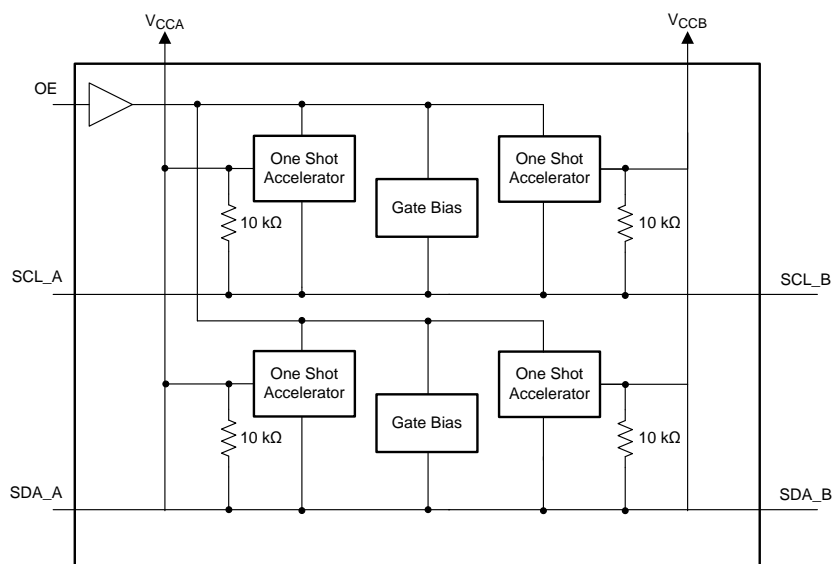 VCCA
VCCB
OE
One Shot
Accelerator
One Shot
Accelerator
Gate Bias
10 kΩ
10 kΩ
SCL_A
SCL_B
One Shot
Accelerator
One Shot
Accelerator
Gate Bias
10 kΩ
10 kΩ
SDA_A
SDA_B